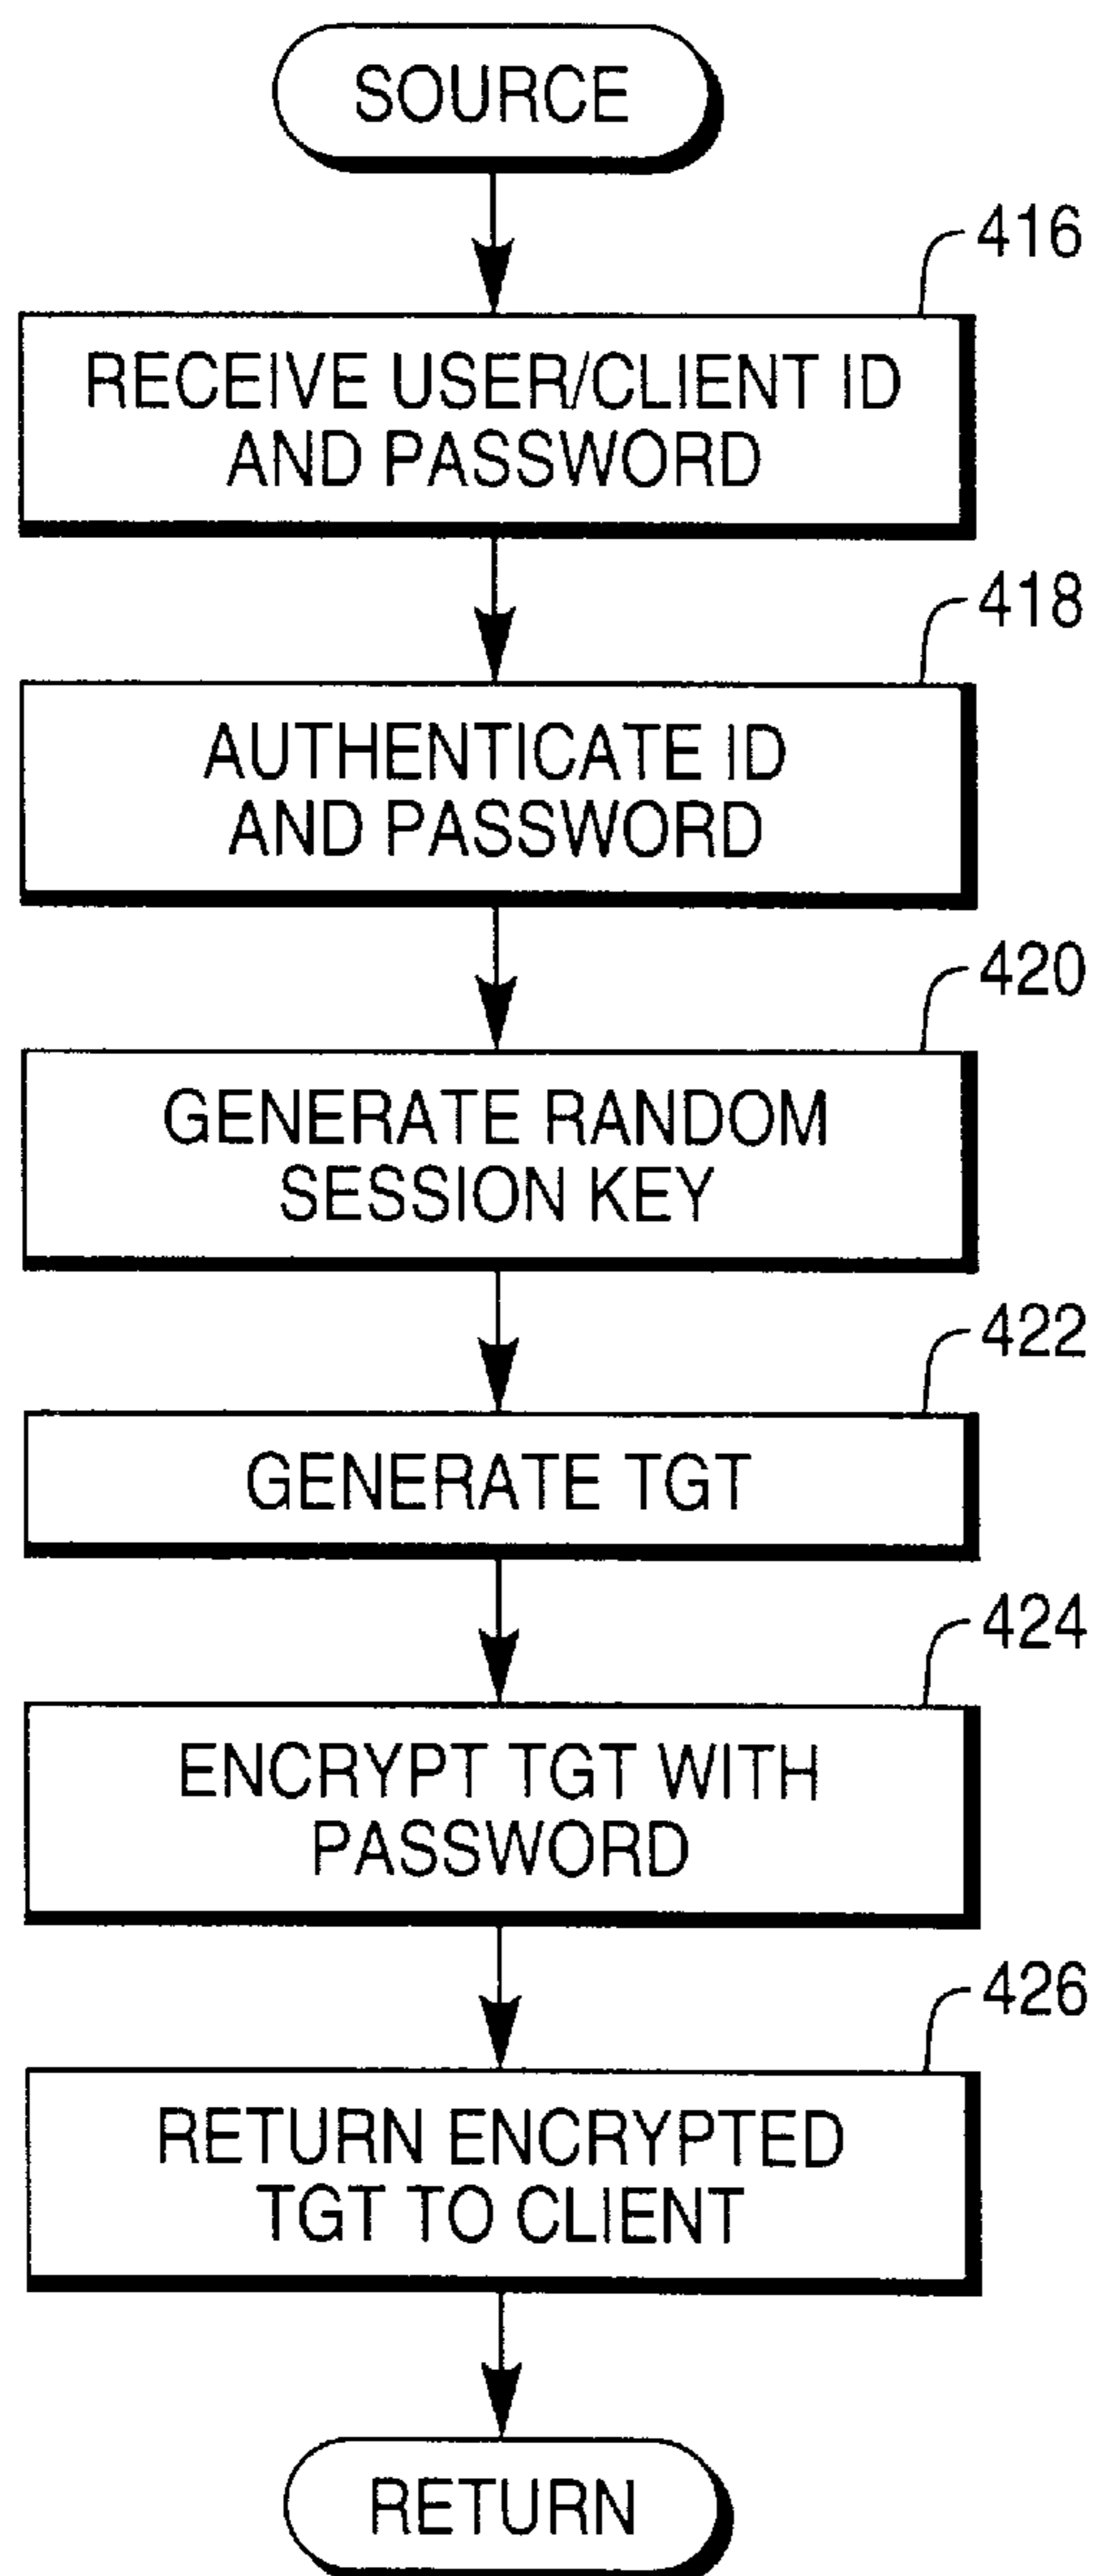 SOURCE
416
RECEIVE USER/CLIENT ID
AND PASSWORD
418
AUTHENTICATE ID
AND PASSWORD
420
GENERATE RANDOM
SESSION KEY
422
GENERATE TGT
424
ENCRYPT TGT WITH
PASSWORD
426
RETURN ENCRYPTED
TGT TO CLIENT
RETURN